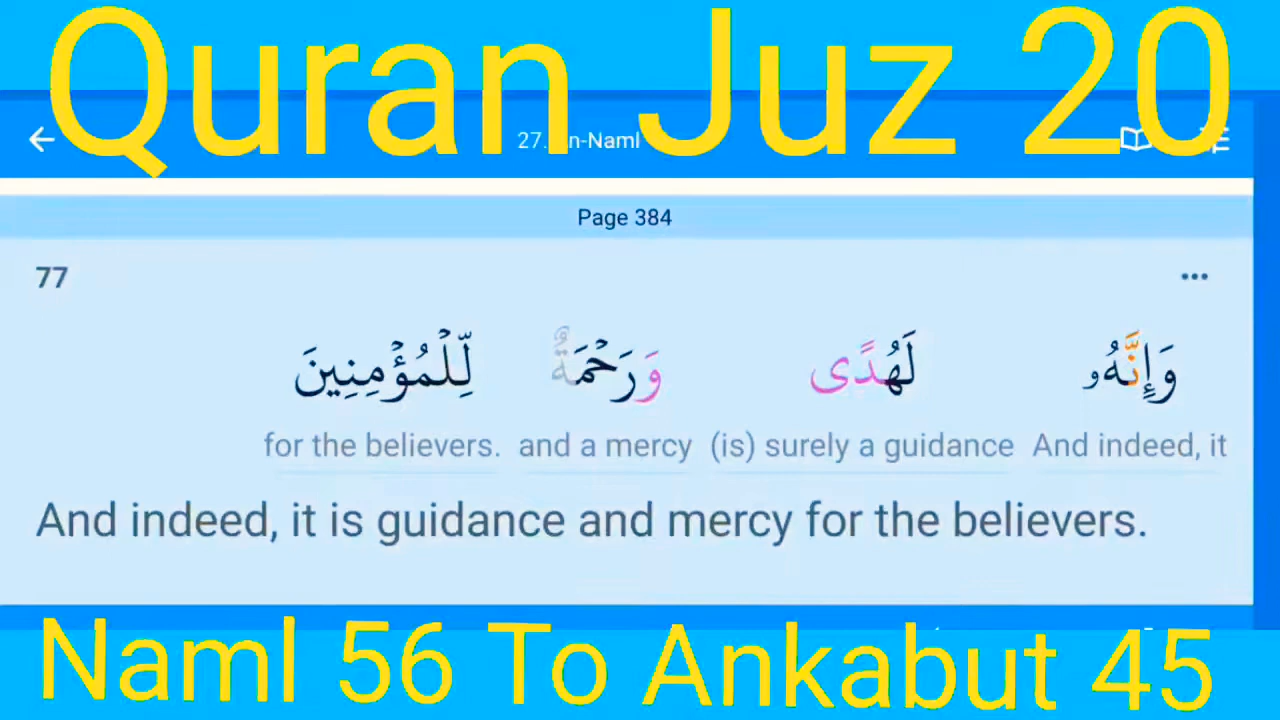 Quran Juz 20
27. n-Naml
Page 384
77
وَإِنَّهُۥ لَهُدًى وَرَحْمَةٌ لِّلْمُؤْمِنِينَ
And indeed, it (is) surely a guidance and a mercy for the believers.
And indeed, it is guidance and mercy for the believers.
Naml 56 To Ankabut 45